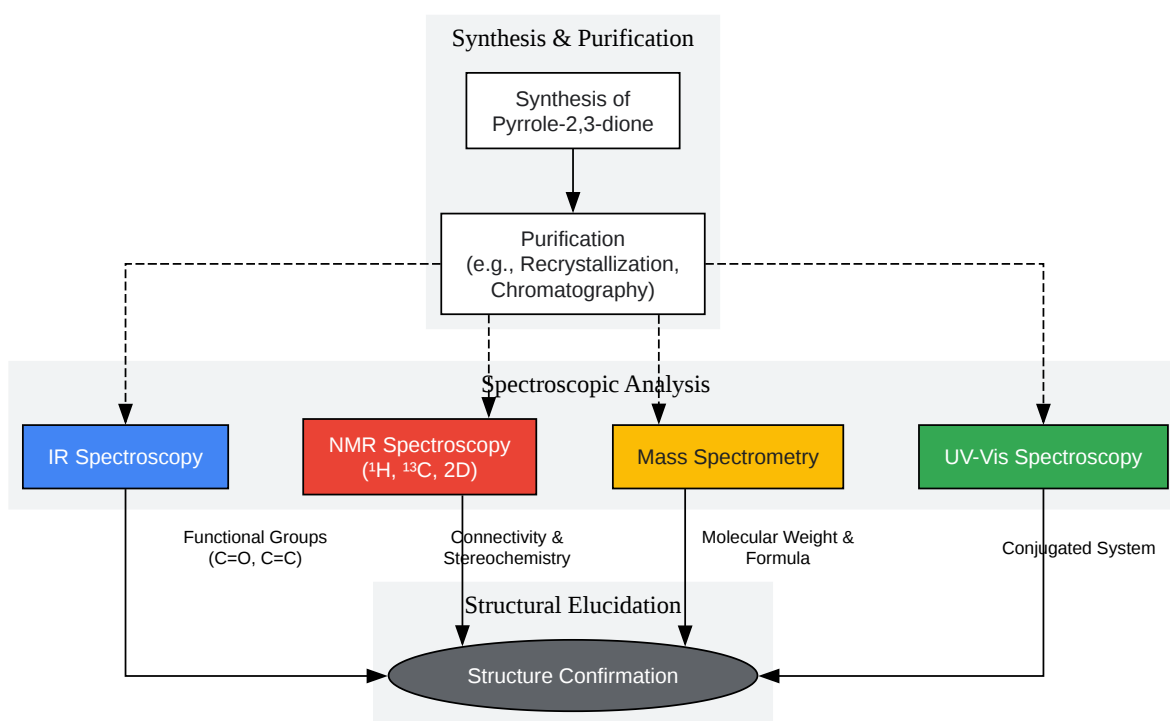 Synthesis & Purification
Synthesis of
Pyrrole-2,3-dione
Purification
(e.g., Recrystallization,
Chromatography)
Spectroscopic Analysis
IR Spectroscopy
NMR Spectroscopy
(¹H, ¹³C, 2D)
Mass Spectrometry
UV-Vis Spectroscopy
Functional Groups
(C=O, C=C)
Connectivity &
Stereochemistry
Molecular Weight &
Formula
Conjugated System
Structural Elucidation
Structure Confirmation